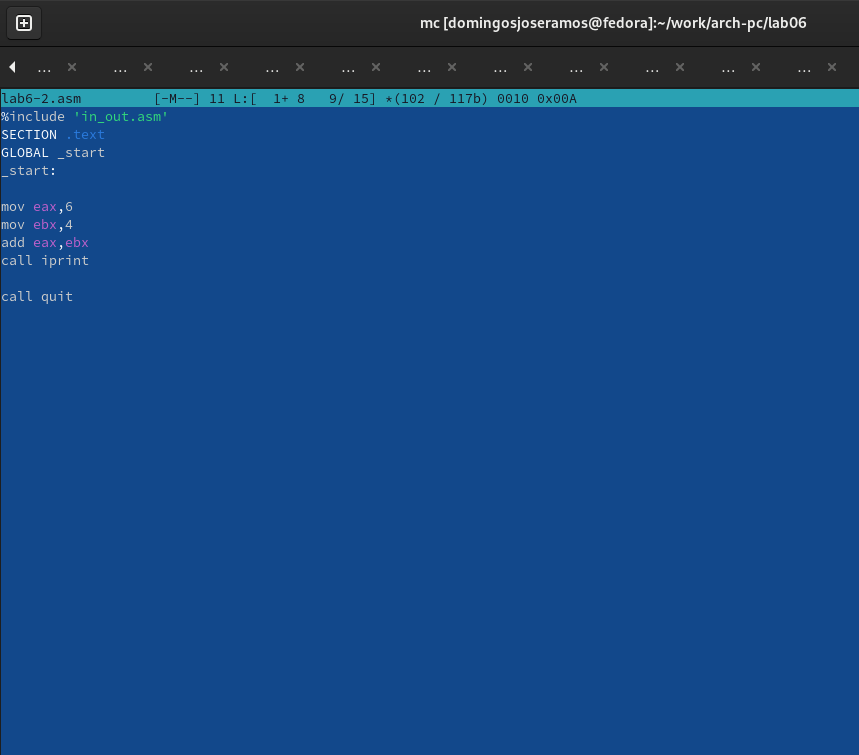 mc [domingosjoseramos@fedora]:~/work/arch-pc/lab06
... × ... × ... × ... × ... × ... × ... × ... × ... × ... × ... ×
lab6-2.asm         [-M--] 11 L:[  1+ 8   9/ 15] *(102 / 117b) 0010 0x00A
%include 'in_out.asm'
SECTION .text
GLOBAL _start
_start:
mov eax,6
mov ebx,4
add eax,ebx
call iprint
call quit